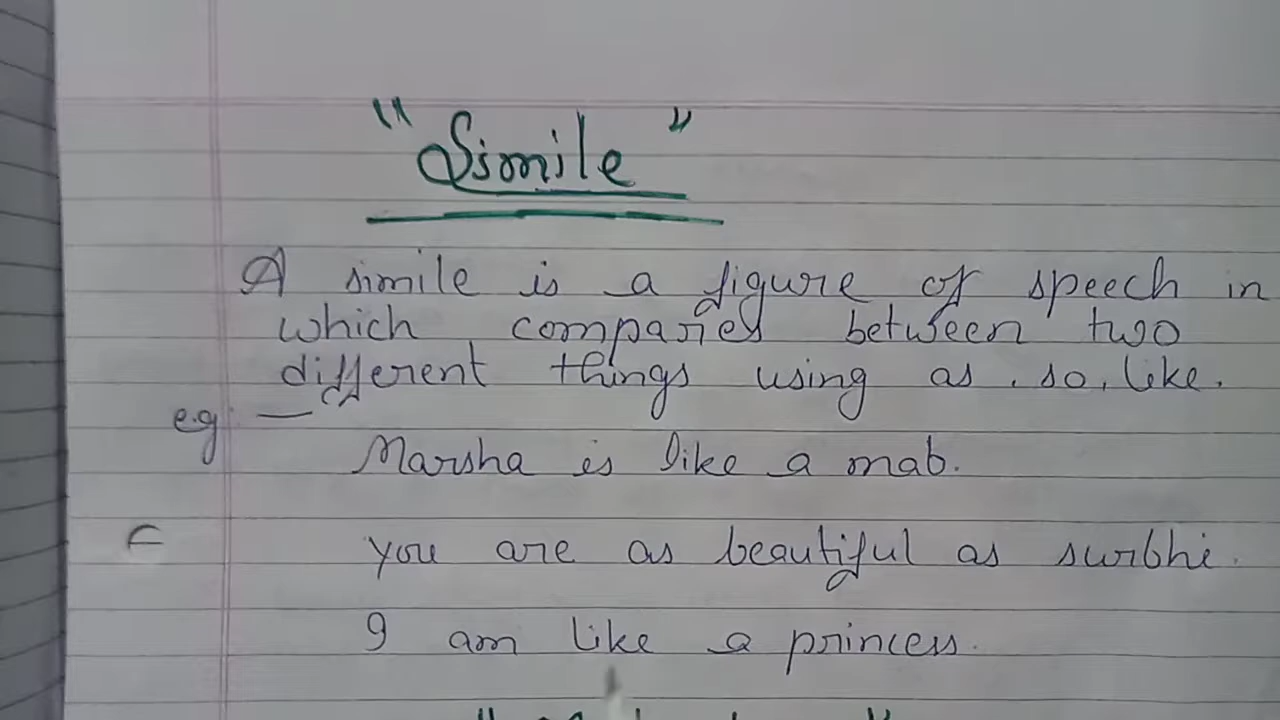 "Simile"
A simile is a figure of speech in
which comparies between two
different things using as, so, like.
e.g. —
Marsha is like a mab.
you are as beautiful as surbhi.
I am like a princess.